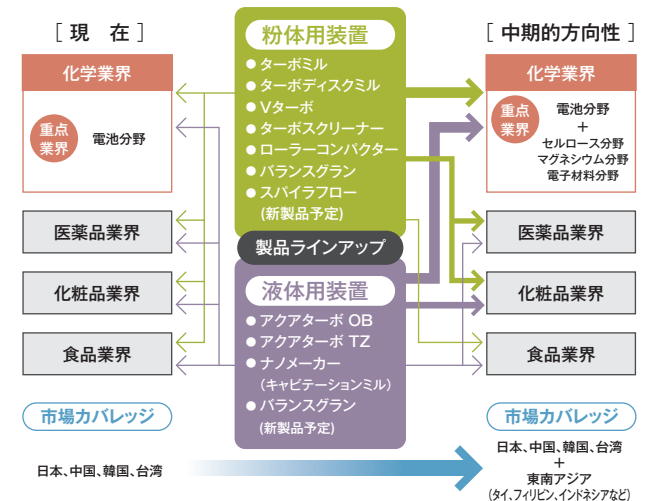 [ 現 在 ]
化学業界
重点
業界
電池分野
医薬品業界
化粧品業界
食品業界
市場カバレッジ
日本、中国、韓国、台湾
粉体用装置
● ターボミル
● ターボディスクミル
● Vターボ
● ターボスクリーナー
● ローラーコンパクター
● バランスグラン
● スパイラフロー
(新製品予定)
製品ラインアップ
液体用装置
● アクアターボ OB
● アクアターボ TZ
● ナノメーカー
(キャビテーションミル)
● バランスグラン
(新製品予定)
[ 中期的方向性 ]
化学業界
重点
業界
電池分野
+
セルロース分野
マグネシウム分野
電子材料分野
医薬品業界
化粧品業界
食品業界
市場カバレッジ
日本、中国、韓国、台湾
+
東南アジア
(タイ、フィリピン、インドネシアなど)